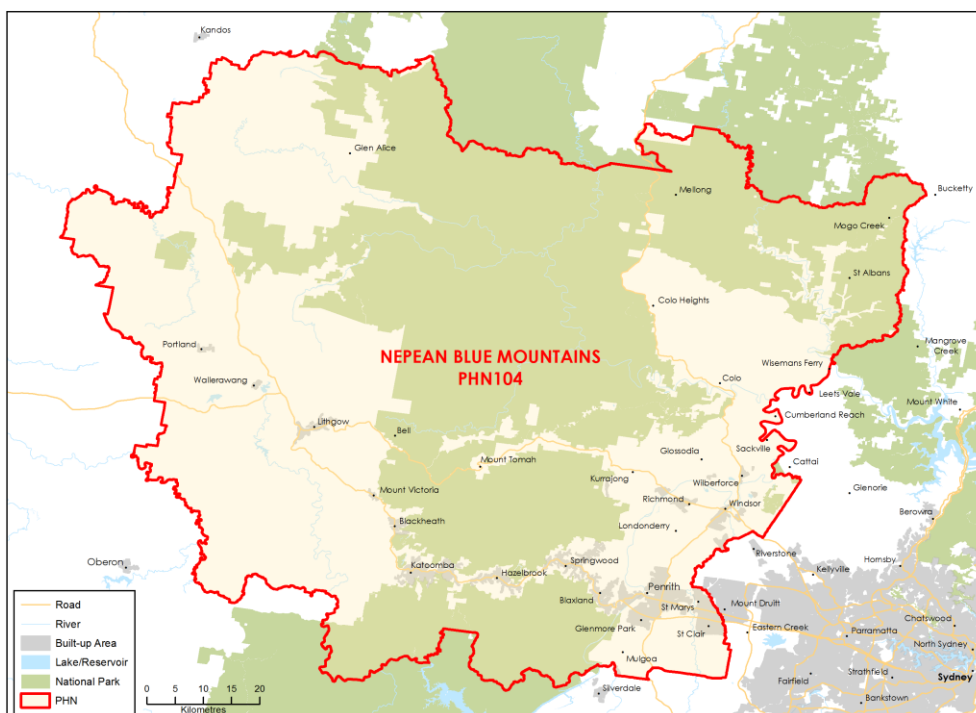 Kandos
Glen Alice
Mellong
Bucketty
Mogo Creek
St Albans
Colo Heights
Portland
NEPEAN BLUE MOUNTAINS
PHN104
Mangrove
Creek
Wisemans Ferry
Wallerawang
Colo
Leets Vale
Mount White
Cumberland Reach
Lithgow
Bell
Sackville
Glossodia
Mount Tomah
Cattai
Kurrajong
Wilberforce
Glenorie
Mount Victoria
Richmond
Windsor
Berowra
Blackheath
Londonderry
Riverstone
Oberon
Springwood
Hornsby
Katoomba
Kellyville
Hazelbrook
Penrith
Blaxland
St Marys
Mount Druitt
Glenmore Park
Chatswood
St Clair
Eastern Creek
Parramatta
North Sydney
Mulgoa
Strathfield
Sydney
Fairfield
Silverdale
Bankstown
Road
River
Built-up Area
Lake/Reservoir
National Park
PHN
0 5 10 15 20
Kilometres